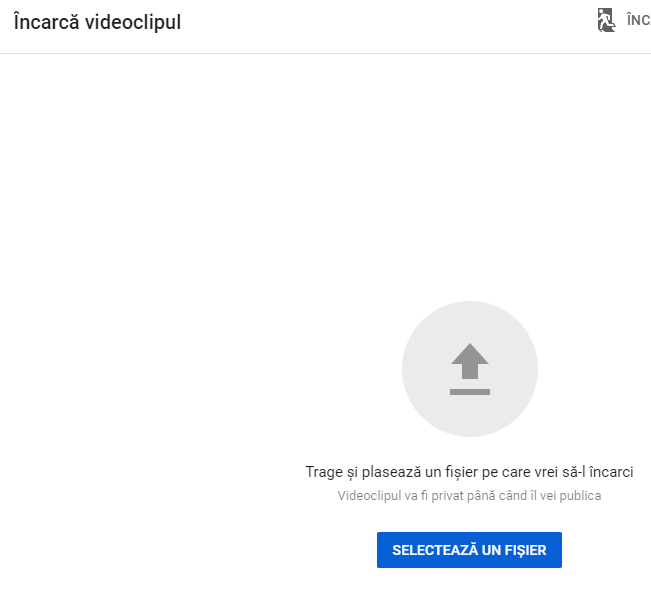 Încarcă videoclipul
ÎNC
Trage și plasează un fișier pe care vrei să-l încarci
Videoclipul va fi privat până când îl vei publica
SELECTEAZĂ UN FIȘIER